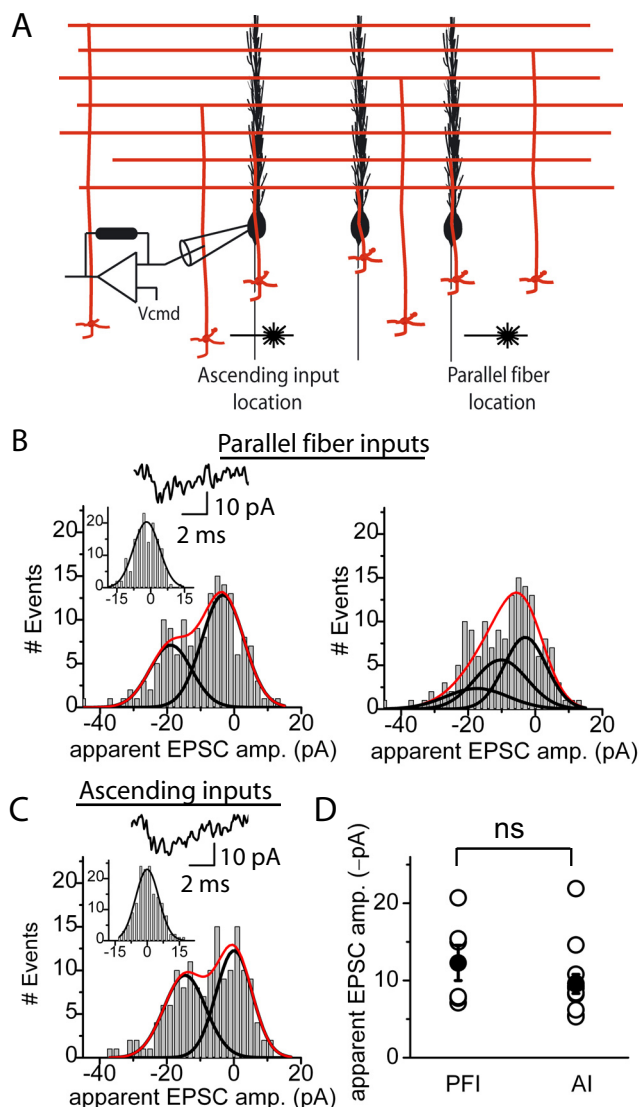 A
Vcmd
Ascending input
location
Parallel fiber
location
B
Parallel fiber inputs
10 pA
2 ms
20
10
0
-15 0 15
20
15
10
5
0
# Events
-40 -20 0 20
apparent EPSC amp. (pA)
20
15
10
5
0
# Events
-40 -20 0 20
apparent EPSC amp. (pA)
C
Ascending inputs
10 pA
2 ms
20
10
0
-15 0 15
20
15
10
5
0
# Events
-40 -20 0 20
apparent EPSC amp. (pA)
D
ns
20
10
0
apparent EPSC amp. (–pA)
PFI AI